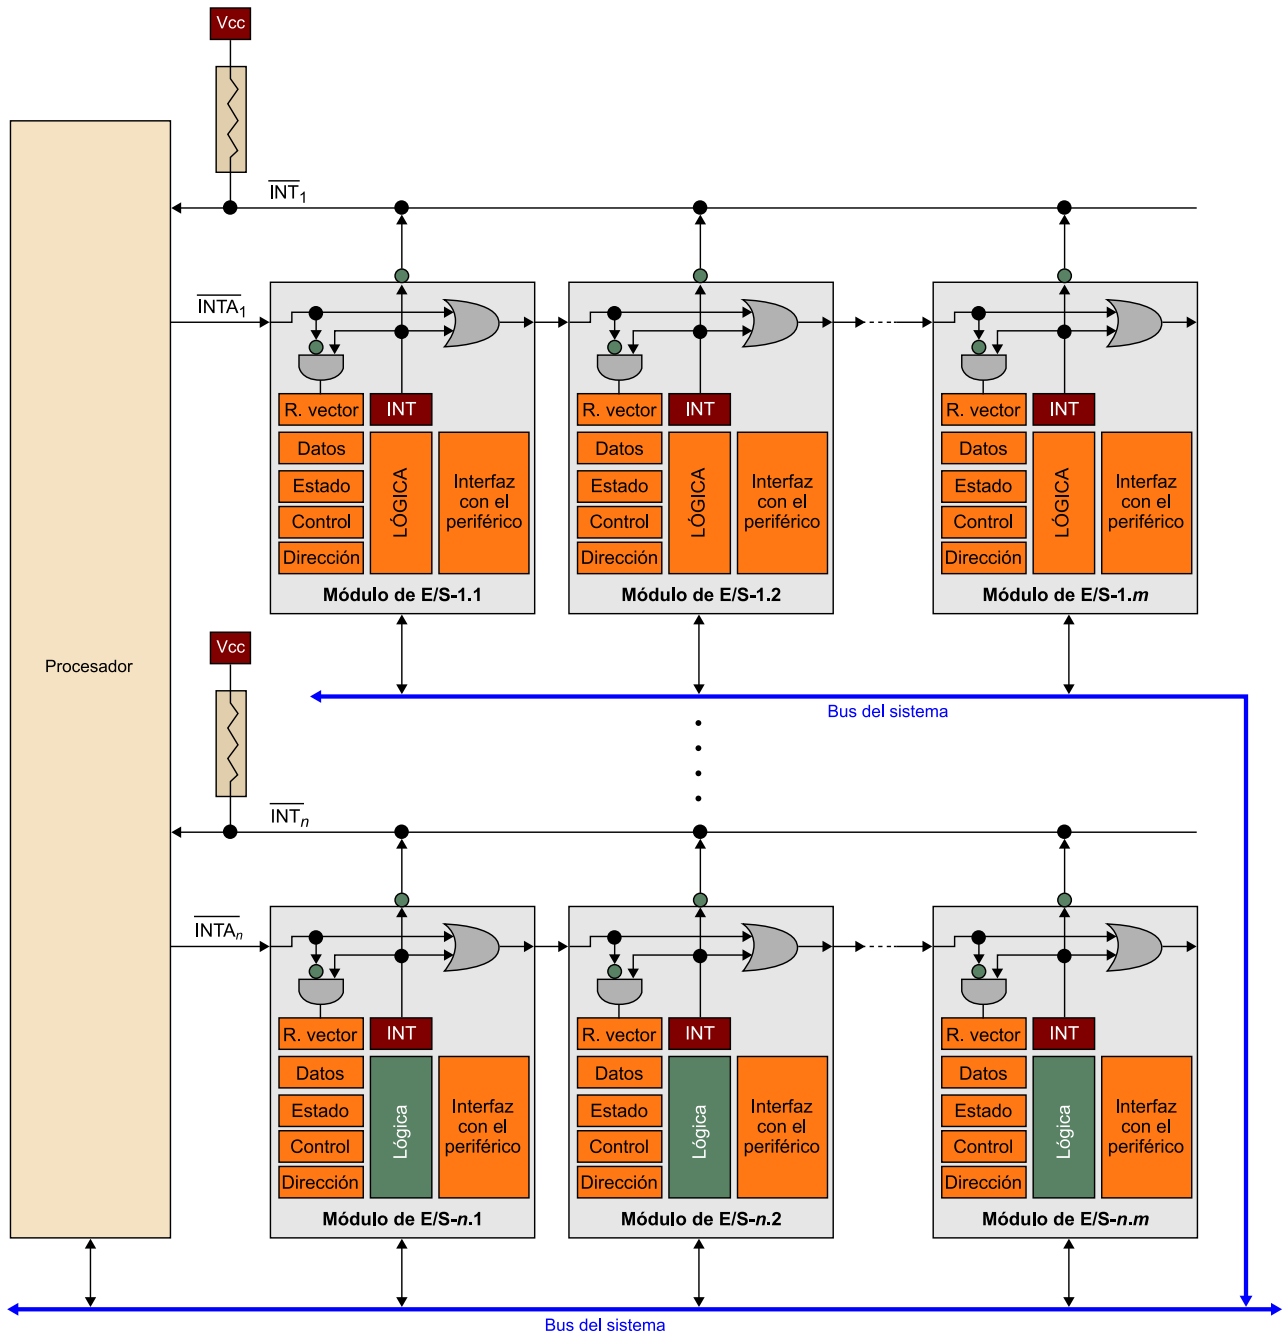 Vcc
INT1
INTA1
R. vector
INT
Datos
Estado
Control
Dirección
LÓGICA
Interfaz
con el
periférico
Módulo de E/S-1.1
R. vector
INT
Datos
Estado
Control
Dirección
LÓGICA
Interfaz
con el
periférico
Módulo de E/S-1.2
R. vector
INT
Datos
Estado
Control
Dirección
LÓGICA
Interfaz
con el
periférico
Módulo de E/S-1.m
Procesador
Vcc
Bus del sistema
INTn
INTAn
R. vector
INT
Datos
Estado
Control
Dirección
Lógica
Interfaz
con el
periférico
Módulo de E/S-n.1
R. vector
INT
Datos
Estado
Control
Dirección
Lógica
Interfaz
con el
periférico
Módulo de E/S-n.2
R. vector
INT
Datos
Estado
Control
Dirección
Lógica
Interfaz
con el
periférico
Módulo de E/S-n.m
Bus del sistema